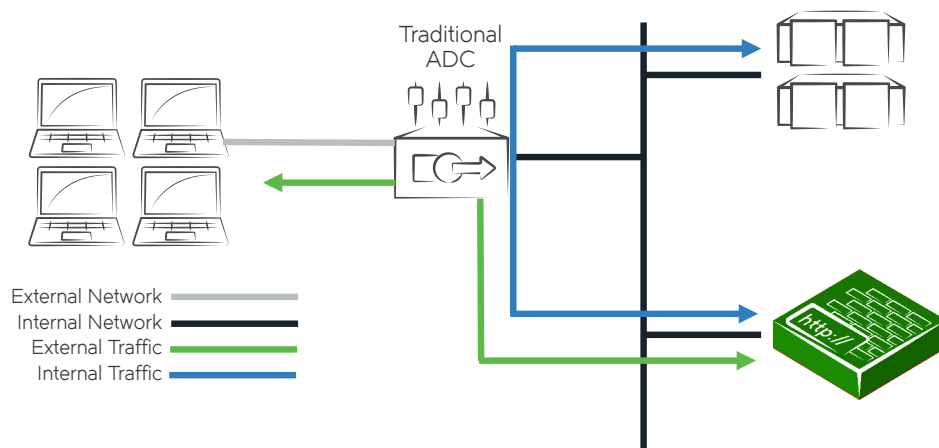 Traditional
ADC
External Network
Internal Network
External Traffic
Internal Traffic
http://